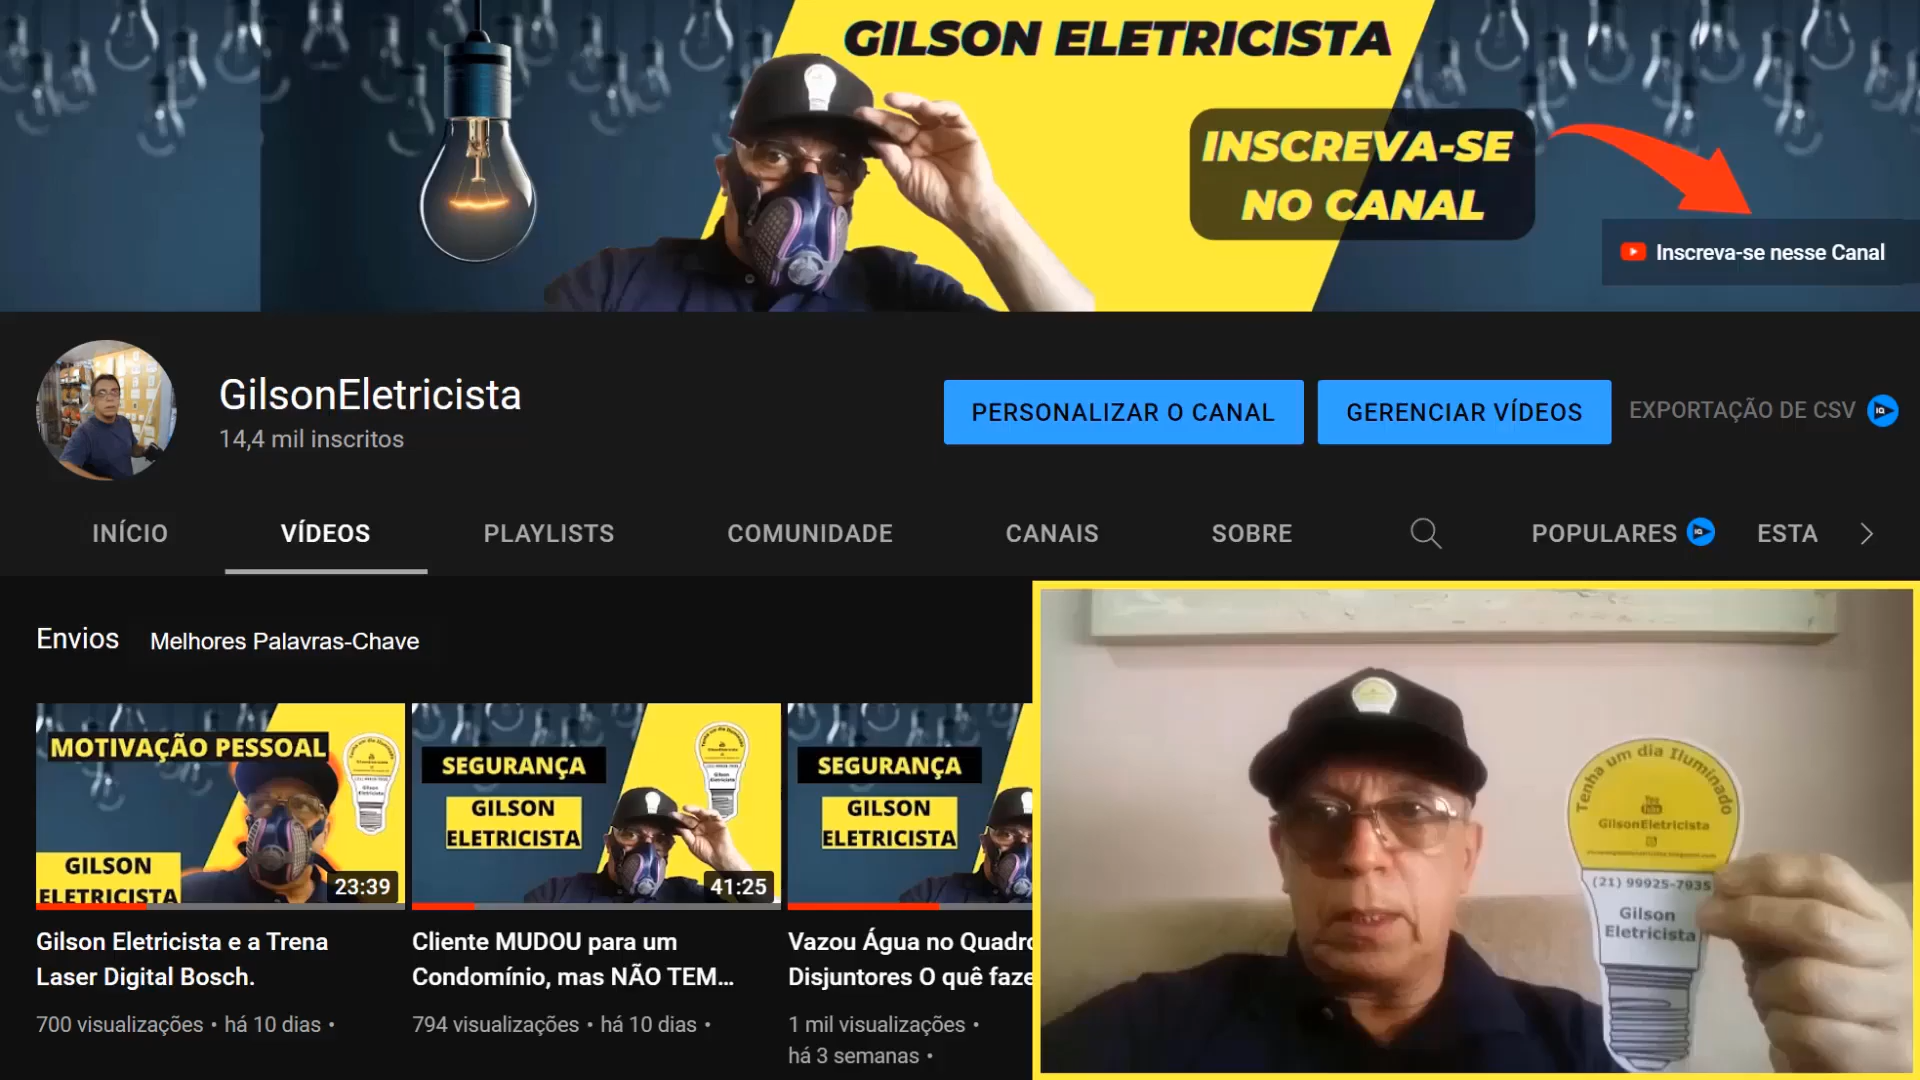 GILSON ELETRICISTA
INSCREVA-SE
NO CANAL
Inscreva-se nesse Canal
GilsonEletricista
14,4 mil inscritos
PERSONALIZAR O CANAL
GERENCIAR VÍDEOS
EXPORTAÇÃO DE CSV
INÍCIO
VÍDEOS
PLAYLISTS
COMUNIDADE
CANAIS
SOBRE
POPULARES
ESTA
Envios
Melhores Palavras-Chave
MOTIVAÇÃO PESSOAL
GILSON
ELETRICISTA
23:39
SEGURANÇA
GILSON
ELETRICISTA
41:25
SEGURANÇA
GILSON
ELETRICISTA
Gilson Eletricista e a Trena
Laser Digital Bosch.
700 visualizações • há 10 dias •
Cliente MUDOU para um
Condomínio, mas NÃO TEM...
794 visualizações • há 10 dias •
Vazou Água no Quadro
Disjuntores O quê faze
1 mil visualizações •
há 3 semanas •
Tenha um dia Iluminado
You Tube
GilsonEletricista
(21) 99925-7935
Gilson
Eletricista